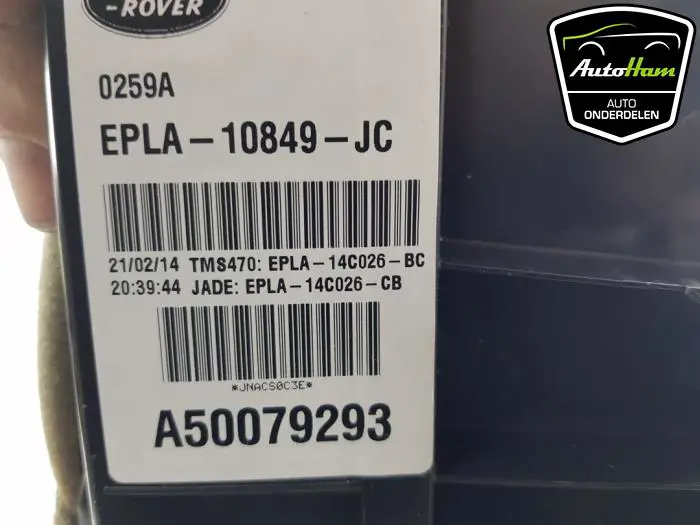 -ROVER
0259A
EPLA-10849-JC
21/02/14 TMS470: EPLA-14C026-BC
20:39:44 JADE: EPLA-14C026-CB
*JNACS0C3E*
A50079293
AutoHam
AUTO
ONDERDELEN